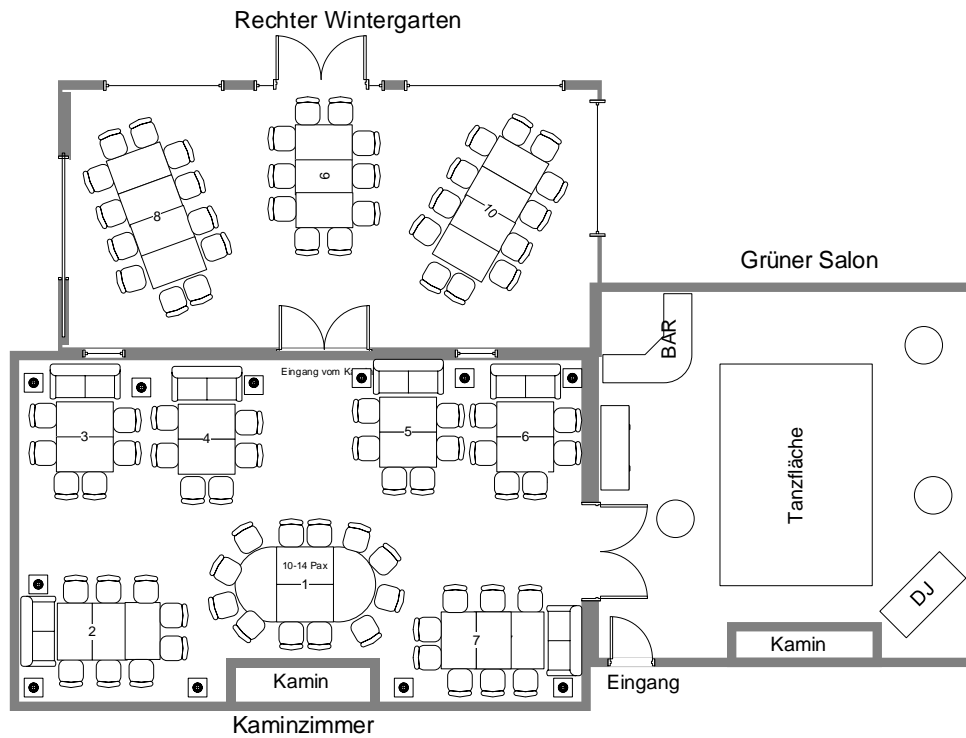 Rechter Wintergarten
8
9
10
Grüner Salon
BAR
Eingang vom
3
4
5
6
Tanzfläche
10-14 Pax
1
2
7
DJ
Kamin
Kamin
Eingang
Kaminzimmer